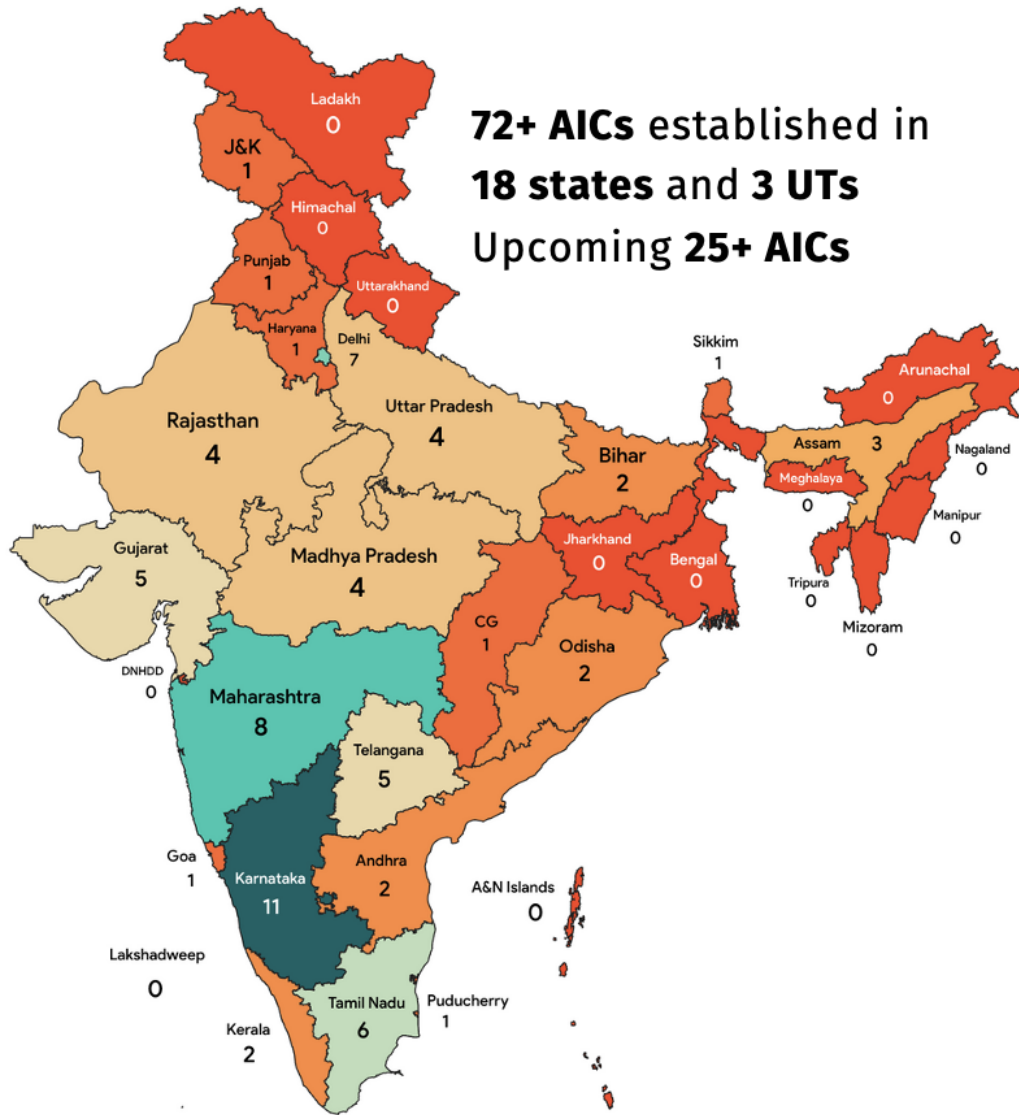 72+ AICs established in
18 states and 3 UTs
Upcoming 25+ AICs
Ladakh
0
J&K
1
Himachal
0
Punjab
1
Uttarakhand
0
Haryana
1
Delhi
7
Sikkim
1
Arunachal
0
Rajasthan
4
Uttar Pradesh
4
Bihar
2
Assam 3
Nagaland
0
Meghalaya
0
Manipur
0
Gujarat
5
Madhya Pradesh
4
Jharkhand
0
Bengal
0
Tripura
0
Mizoram
0
CG
1
Odisha
2
DNHDD
0
Maharashtra
8
Telangana
5
Goa
1
Karnataka
11
Andhra
2
A&N Islands
0
Lakshadweep
0
Tamil Nadu
6
Puducherry
1
Kerala
2